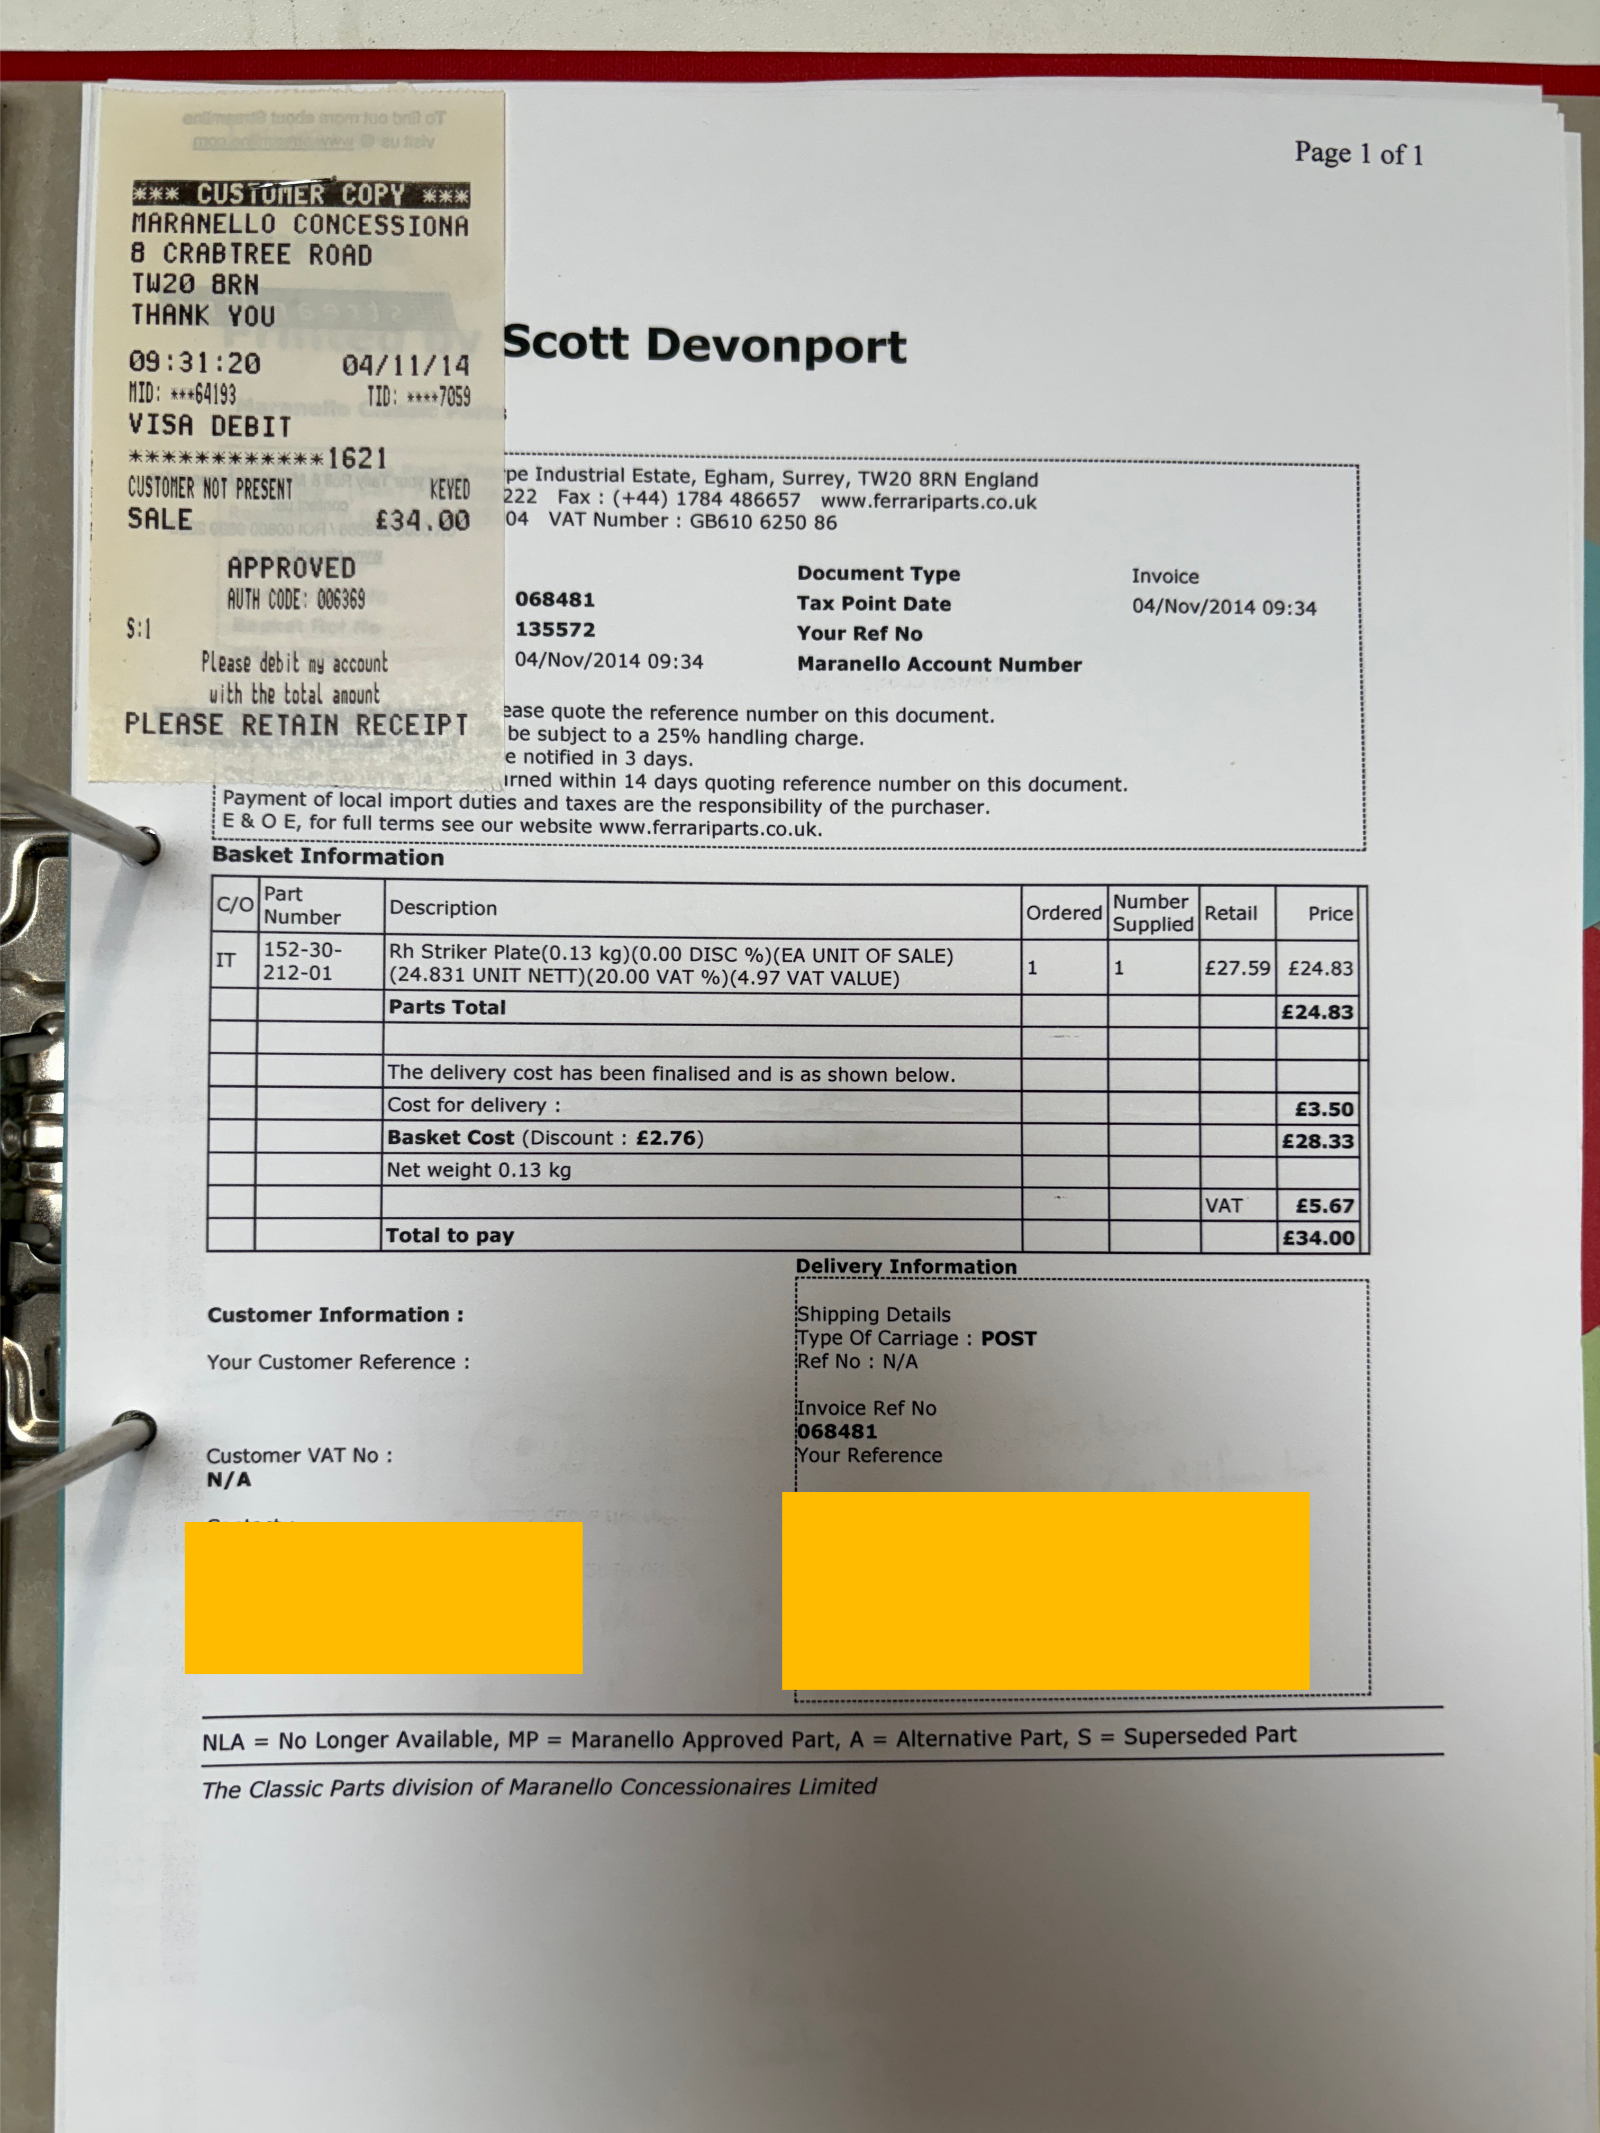 *** CUSTOMER COPY ***
MARANELLO CONCESSIONA
8 CRABTREE ROAD
TW20 8RN
THANK YOU
09:31:20 04/11/14
MID: ***64193 TID: ****7059
VISA DEBIT
************1621
CUSTOMER NOT PRESENT KEYED
SALE £34.00
APPROVED
AUTH CODE: 006369
S:1
Please debit my account
with the total amount
PLEASE RETAIN RECEIPT
Page 1 of 1
Printed by Scott Devonport
Maranello Classic Parts
pe Industrial Estate, Egham, Surrey, TW20 8RN England
222 Fax : (+44) 1784 486657 www.ferrariparts.co.uk
04 VAT Number : GB610 6250 86
Document Type Invoice
068481 Tax Point Date 04/Nov/2014 09:34
135572 Your Ref No
04/Nov/2014 09:34 Maranello Account Number
ease quote the reference number on this document.
be subject to a 25% handling charge.
e notified in 3 days.
rned within 14 days quoting reference number on this document.
Payment of local import duties and taxes are the responsibility of the purchaser.
E & O E, for full terms see our website www.ferrariparts.co.uk.
Basket Information
C/O Part Number Description Ordered Number Supplied Retail Price
IT 152-30-212-01 Rh Striker Plate(0.13 kg)(0.00 DISC %)(EA UNIT OF SALE) 1 1 £27.59 £24.83
(24.831 UNIT NETT)(20.00 VAT %)(4.97 VAT VALUE)
Parts Total £24.83
The delivery cost has been finalised and is as shown below.
Cost for delivery : £3.50
Basket Cost (Discount : £2.76) £28.33
Net weight 0.13 kg
VAT £5.67
Total to pay £34.00
Delivery Information
Customer Information :
Your Customer Reference :
Customer VAT No :
N/A
Shipping Details
Type Of Carriage : POST
Ref No : N/A
Invoice Ref No
068481
Your Reference
NLA = No Longer Available, MP = Maranello Approved Part, A = Alternative Part, S = Superseded Part
The Classic Parts division of Maranello Concessionaires Limited